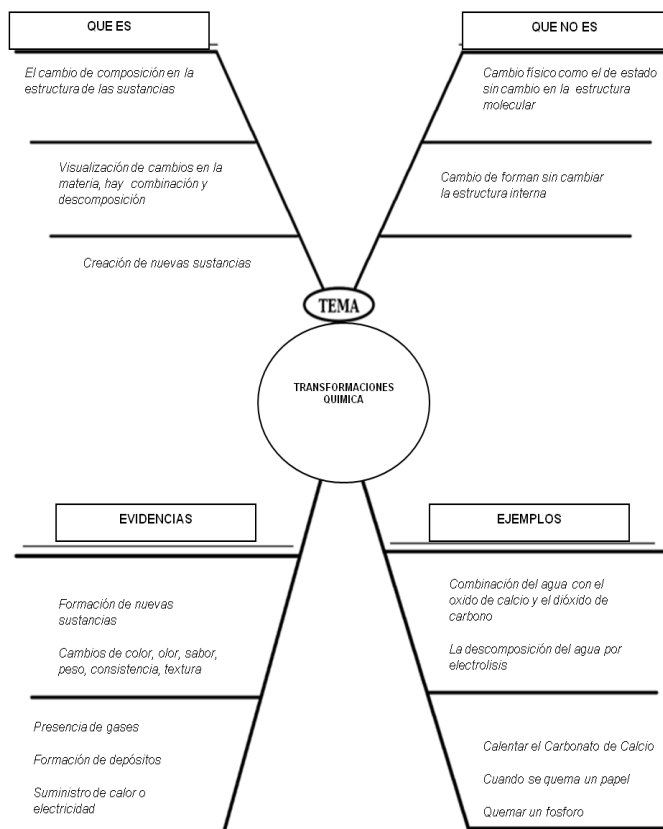 QUE ES
El cambio de composición en la
estructura de las sustancias
Visualización de cambios en la
materia, hay combinación y
descomposición
Creación de nuevas sustancias
QUE NO ES
Cambio físico como el de estado
sin cambio en la estructura
molecular
Cambio de forman sin cambiar
la estructura interna
TEMA
TRANSFORMACIONES
QUIMICA
EVIDENCIAS
Formación de nuevas
sustancias
Cambios de color, olor, sabor,
peso, consistencia, textura
Presencia de gases
Formación de depósitos
Suministro de calor o
electricidad
EJEMPLOS
Combinación del agua con el
oxido de calcio y el dióxido de
carbono
La descomposición del agua por
electrolisis
Calentar el Carbonato de Calcio
Cuando se quema un papel
Quemar un fosforo